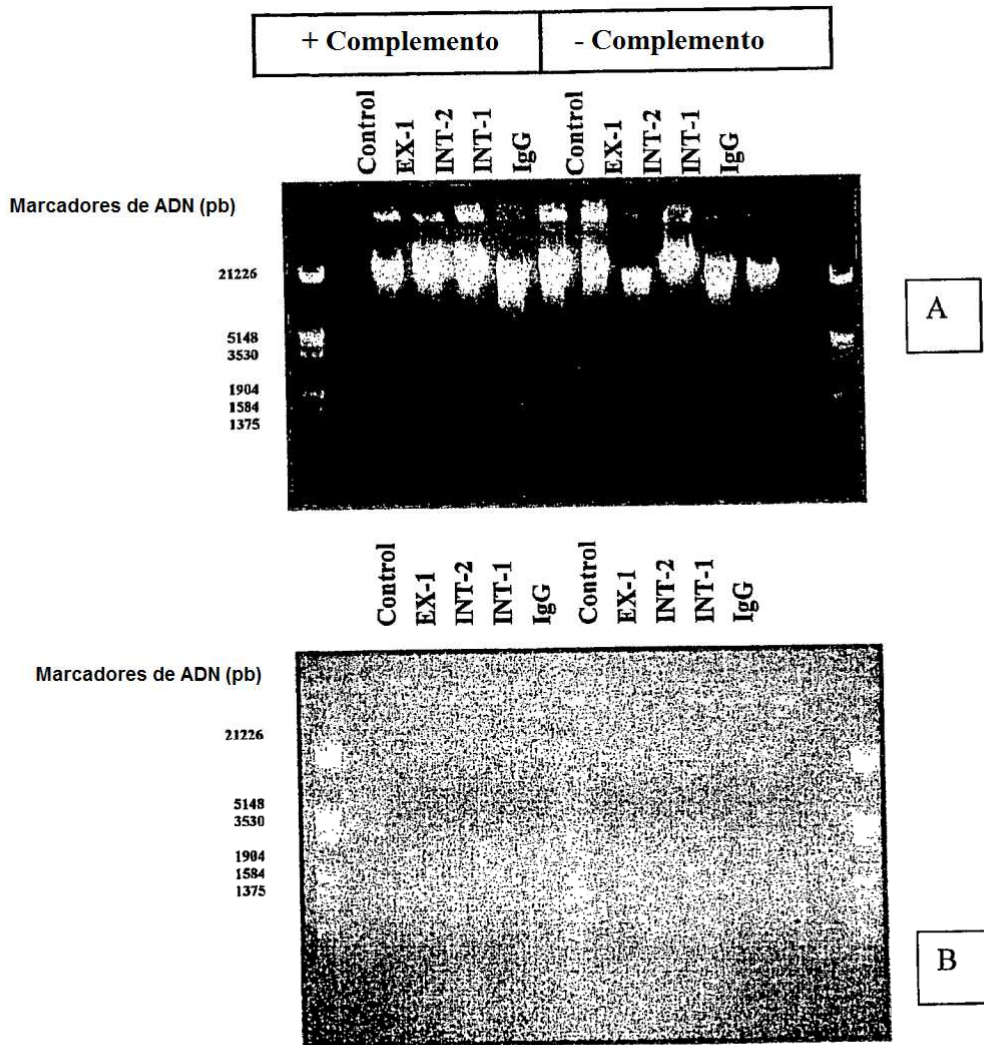 + Complemento - Complemento
Control EX-1 INT-2 INT-1 IgG Control EX-1 INT-2 INT-1 IgG
Marcadores de ADN (pb)
21226
5148
3530
1904
1584
1375
A
Control EX-1 INT-2 INT-1 IgG Control EX-1 INT-2 INT-1 IgG
Marcadores de ADN (pb)
21226
5148
3530
1904
1584
1375
B